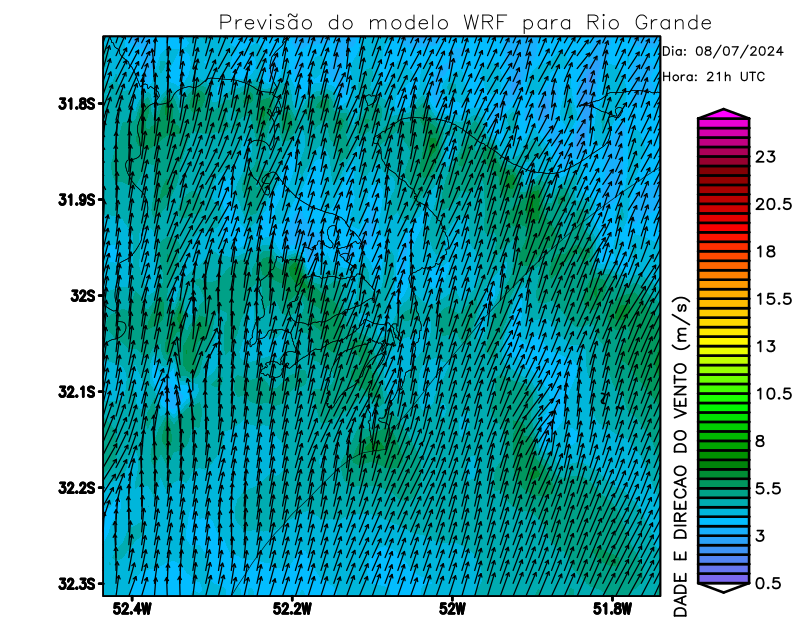 Previsão do modelo WRF para Rio Grande
Dia: 08/07/2024
Hora: 21h UTC
31.8S
31.9S
32S
32.1S
32.2S
32.3S
52.4W
52.2W
52W
51.8W
23
20.5
18
15.5
13
10.5
8
5.5
3
0.5
DADE E DIRECAO DO VENTO (m/s)